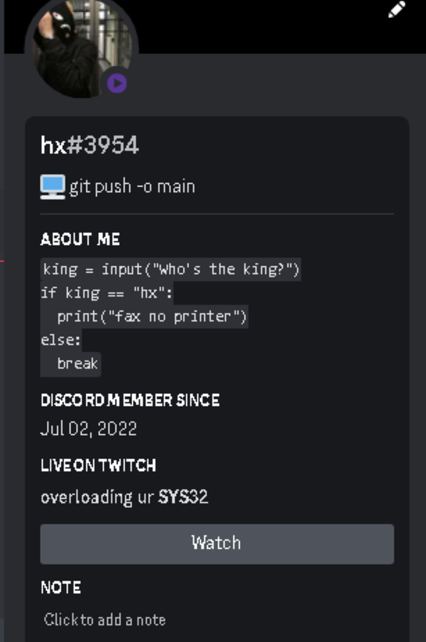 hx#3954
git push -o main
ABOUT ME
king = input("Who's the king?")
if king == "hx":
  print("fax no printer")
else:
  break
DISCORD MEMBER SINCE
Jul 02, 2022
LIVE ON TWITCH
overloading ur SYS32
Watch
NOTE
Click to add a note